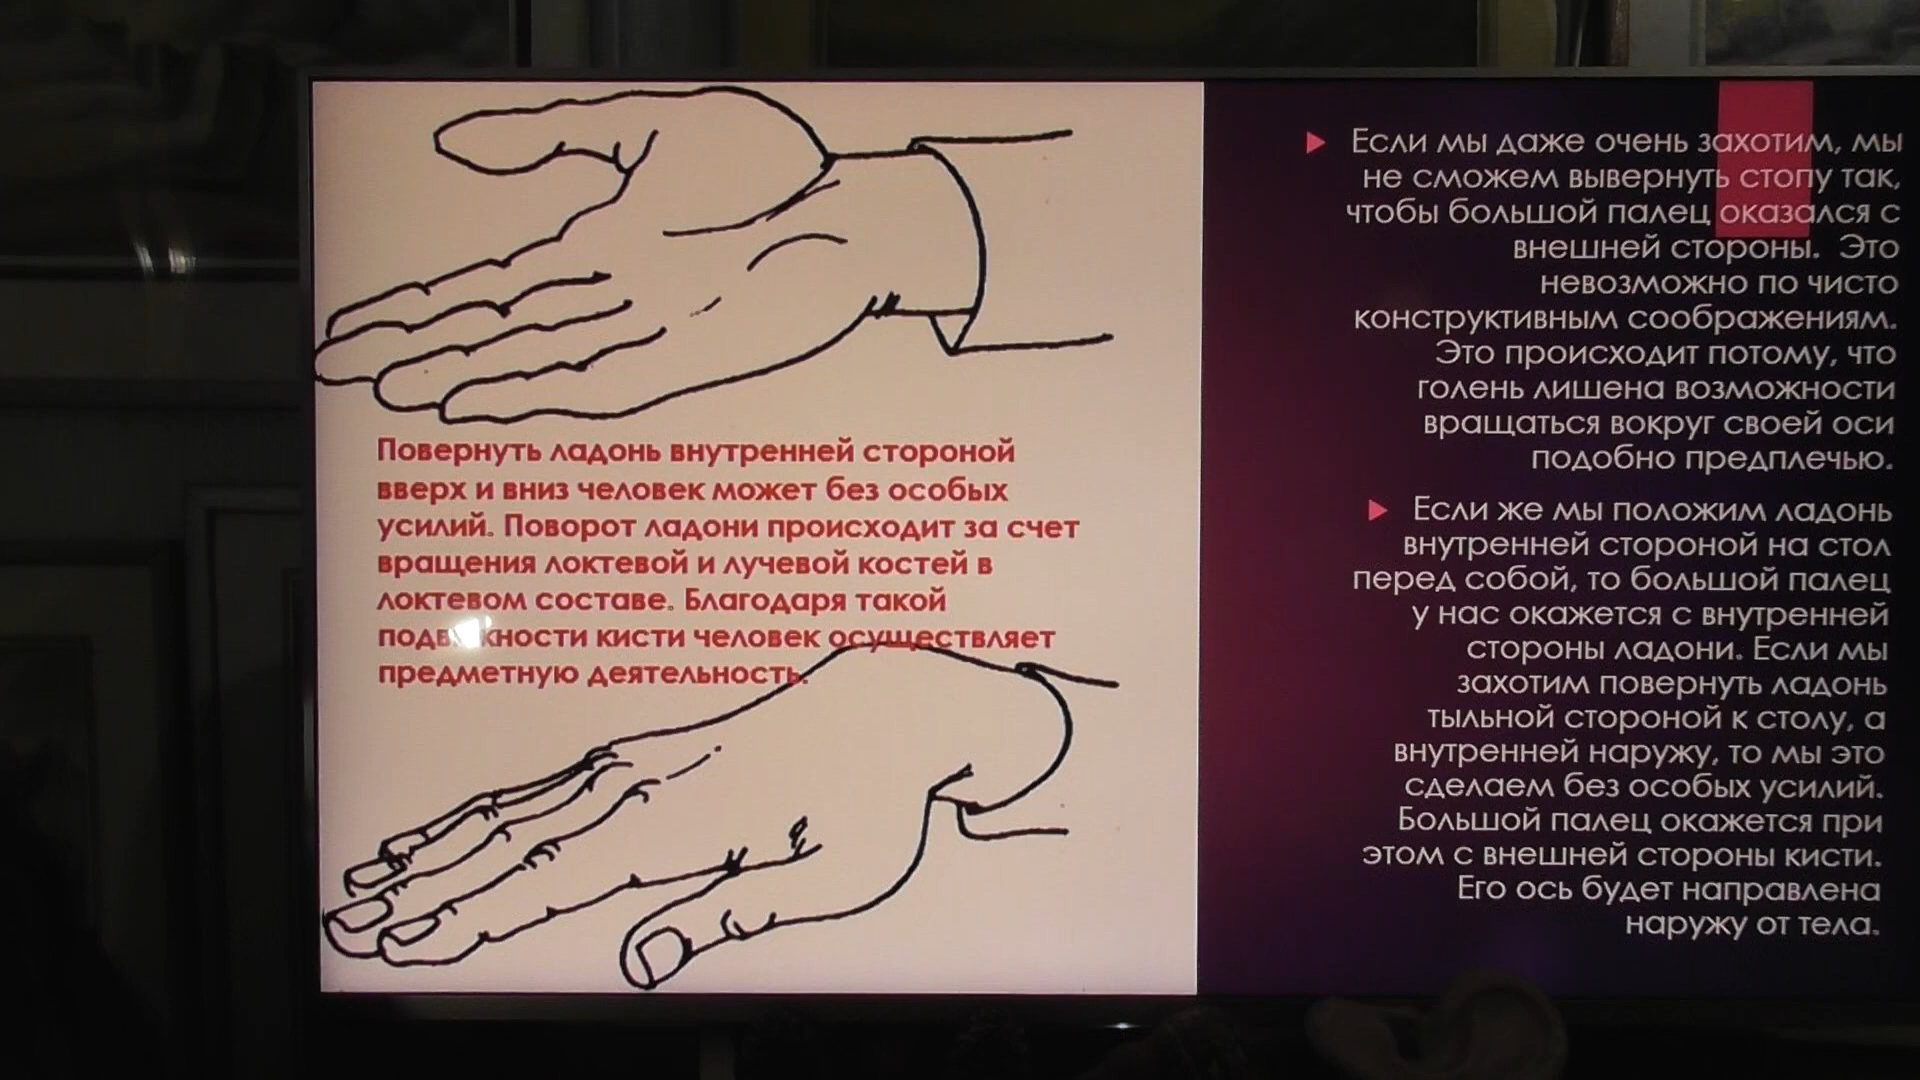 Повернуть ладонь внутренней стороной
вверх и вниз человек может без особых
усилий. Поворот ладони происходит за счет
вращения локтевой и лучевой костей в
локтевом составе. Благодаря такой
кисти человек осуществляет
предметную деятельность.
Если мы даже очень захотим, мы
не сможем вывернуть стопу так,
чтобы большой палец оказался с
внешней стороны. Это
невозможно по чисто
конструктивным соображениям.
Это происходит потому, что
голень лишена возможности
вращаться вокруг своей оси
подобно предплечью.
Если же мы положим ладонь
внутренней стороной на стол
перед собой, то большой палец
у нас окажется с внутренней
стороны ладони. Если мы
захотим повернуть ладонь
тыльной стороной к столу, а
внутренней наружу, то мы это
сделаем без особых усилий.
Большой палец окажется при
этом с внешней стороны кисти.
Его ось будет направлена
наружу от тела.